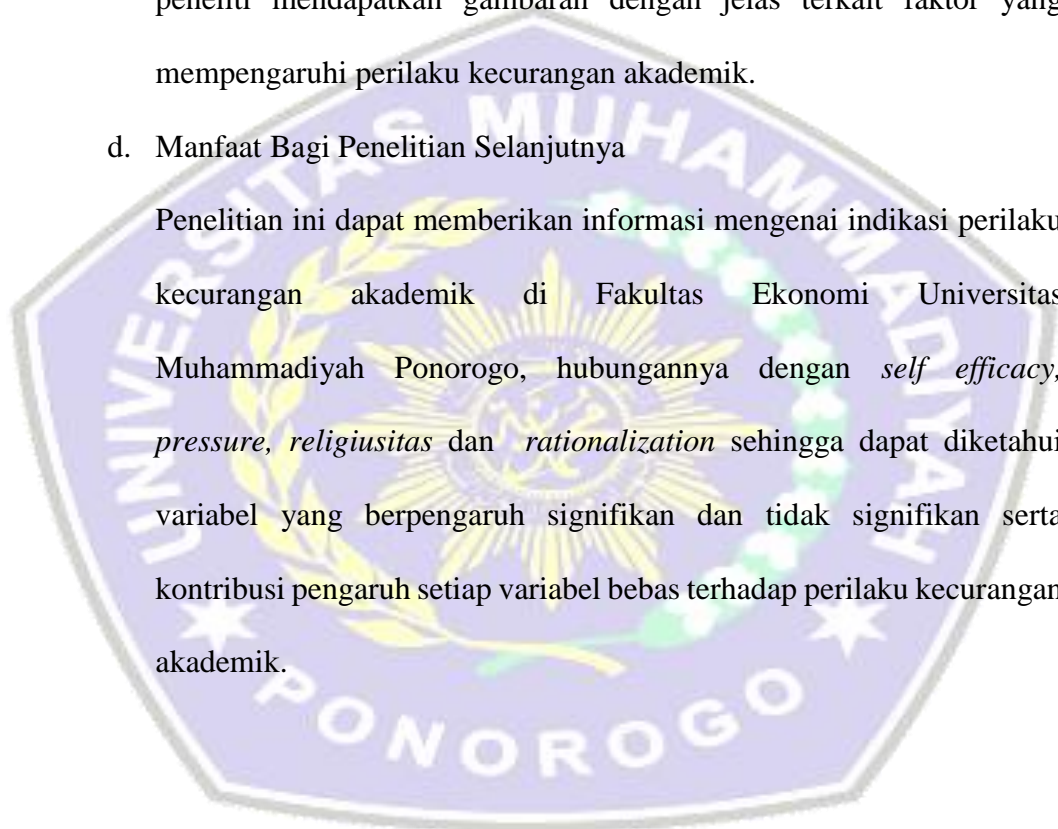 peneliti mendapatkan gambaran dengan jelas terkait faktor yang
mempengaruhi perilaku kecurangan akademik.
d. Manfaat Bagi Penelitian Selanjutnya
Penelitian ini dapat memberikan informasi mengenai indikasi perilaku
kecurangan akademik di Fakultas Ekonomi Universitas
Muhammadiyah Ponorogo, hubungannya dengan self efficacy,
pressure, religiusitas dan rationalization sehingga dapat diketahui
variabel yang berpengaruh signifikan dan tidak signifikan serta
kontribusi pengaruh setiap variabel bebas terhadap perilaku kecurangan
akademik.
UNIVERSITAS MUHAMMADIYAH
PONOROGO